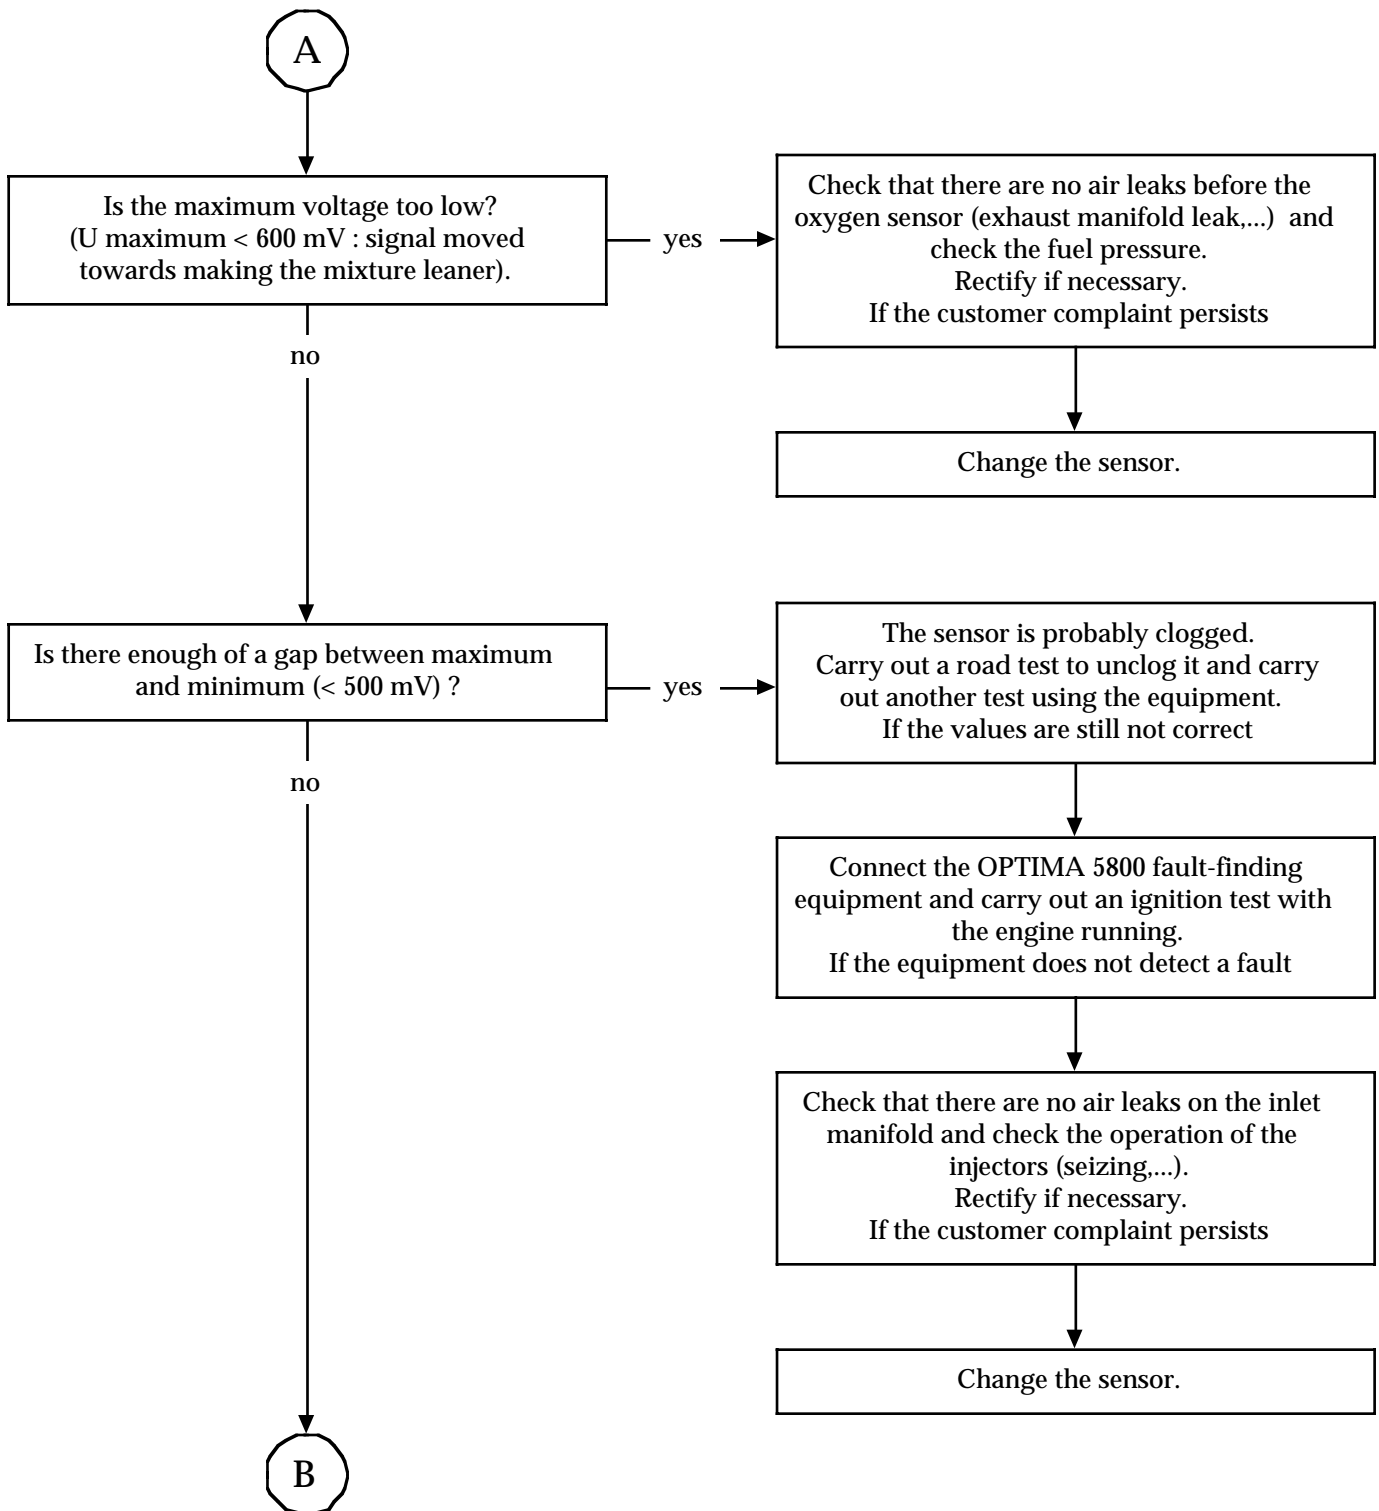 A
Is the maximum voltage too low?
(U maximum < 600 mV : signal moved
towards making the mixture leaner).
yes
Check that there are no air leaks before the
oxygen sensor (exhaust manifold leak,...) and
check the fuel pressure.
Rectify if necessary.
If the customer complaint persists
no
Change the sensor.
Is there enough of a gap between maximum
and minimum (< 500 mV) ?
yes
The sensor is probably clogged.
Carry out a road test to unclog it and carry
out another test using the equipment.
If the values are still not correct
no
Connect the OPTIMA 5800 fault-finding
equipment and carry out an ignition test with
the engine running.
If the equipment does not detect a fault
Check that there are no air leaks on the inlet
manifold and check the operation of the
injectors (seizing,...).
Rectify if necessary.
If the customer complaint persists
Change the sensor.
B